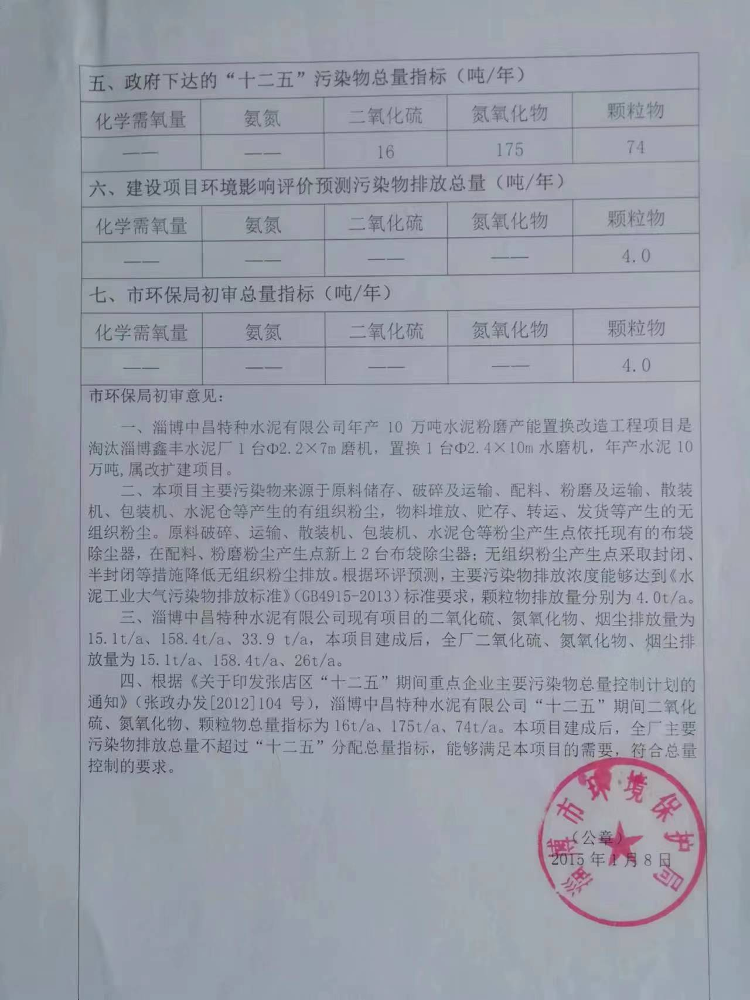 五、政府下达的“十二五”污染物总量指标（吨/年）
化学需氧量 氨氮 二氧化硫 氮氧化物 颗粒物
—— —— 16 175 74
六、建设项目环境影响评价预测污染物排放总量（吨/年）
化学需氧量 氨氮 二氧化硫 氮氧化物 颗粒物
—— —— —— —— 4.0
七、市环保局初审总量指标（吨/年）
化学需氧量 氨氮 二氧化硫 氮氧化物 颗粒物
—— —— —— —— 4.0
市环保局初审意见：
一、淄博中昌特种水泥有限公司年产 10 万吨水泥粉磨产能置换改造工程项目是
淘汰淄博鑫丰水泥厂 1 台Φ2.2×7m 磨机，置换 1 台Φ2.4×10m 水磨机，年产水泥 10
万吨,属改扩建项目。
二、本项目主要污染物来源于原料储存、破碎及运输、配料、粉磨及运输、散装
机、包装机、水泥仓等产生的有组织粉尘，物料堆放、贮存、转运、发货等产生的无
组织粉尘。原料破碎、运输、散装机、包装机、水泥仓等粉尘产生点依托现有的布袋
除尘器，在配料、粉磨粉尘产生点新上 2 台布袋除尘器；无组织粉尘产生点采取封闭、
半封闭等措施降低无组织粉尘排放。根据环评预测，主要污染物排放浓度能够达到《水
泥工业大气污染物排放标准》（GB4915-2013）标准要求，颗粒物排放量分别为 4.0t/a。
三、淄博中昌特种水泥有限公司现有项目的二氧化硫、氮氧化物、烟尘排放量为
15.1t/a、158.4t/a、33.9 t/a，本项目建成后，全厂二氧化硫、氮氧化物、烟尘排
放量为 15.1t/a、158.4t/a、26t/a。
四、根据《关于印发张店区“十二五”期间重点企业主要污染物总量控制计划的
通知》（张政办发[2012]104 号），淄博中昌特种水泥有限公司“十二五”期间二氧化
硫、氮氧化物、颗粒物总量指标为 16t/a、175t/a、74t/a。本项目建成后，全厂主要
污染物排放总量不超过“十二五”分配总量指标，能够满足本项目的需要，符合总量
控制的要求。
淄博市环境保护局
（公章）
2015 年 1 月 8 日